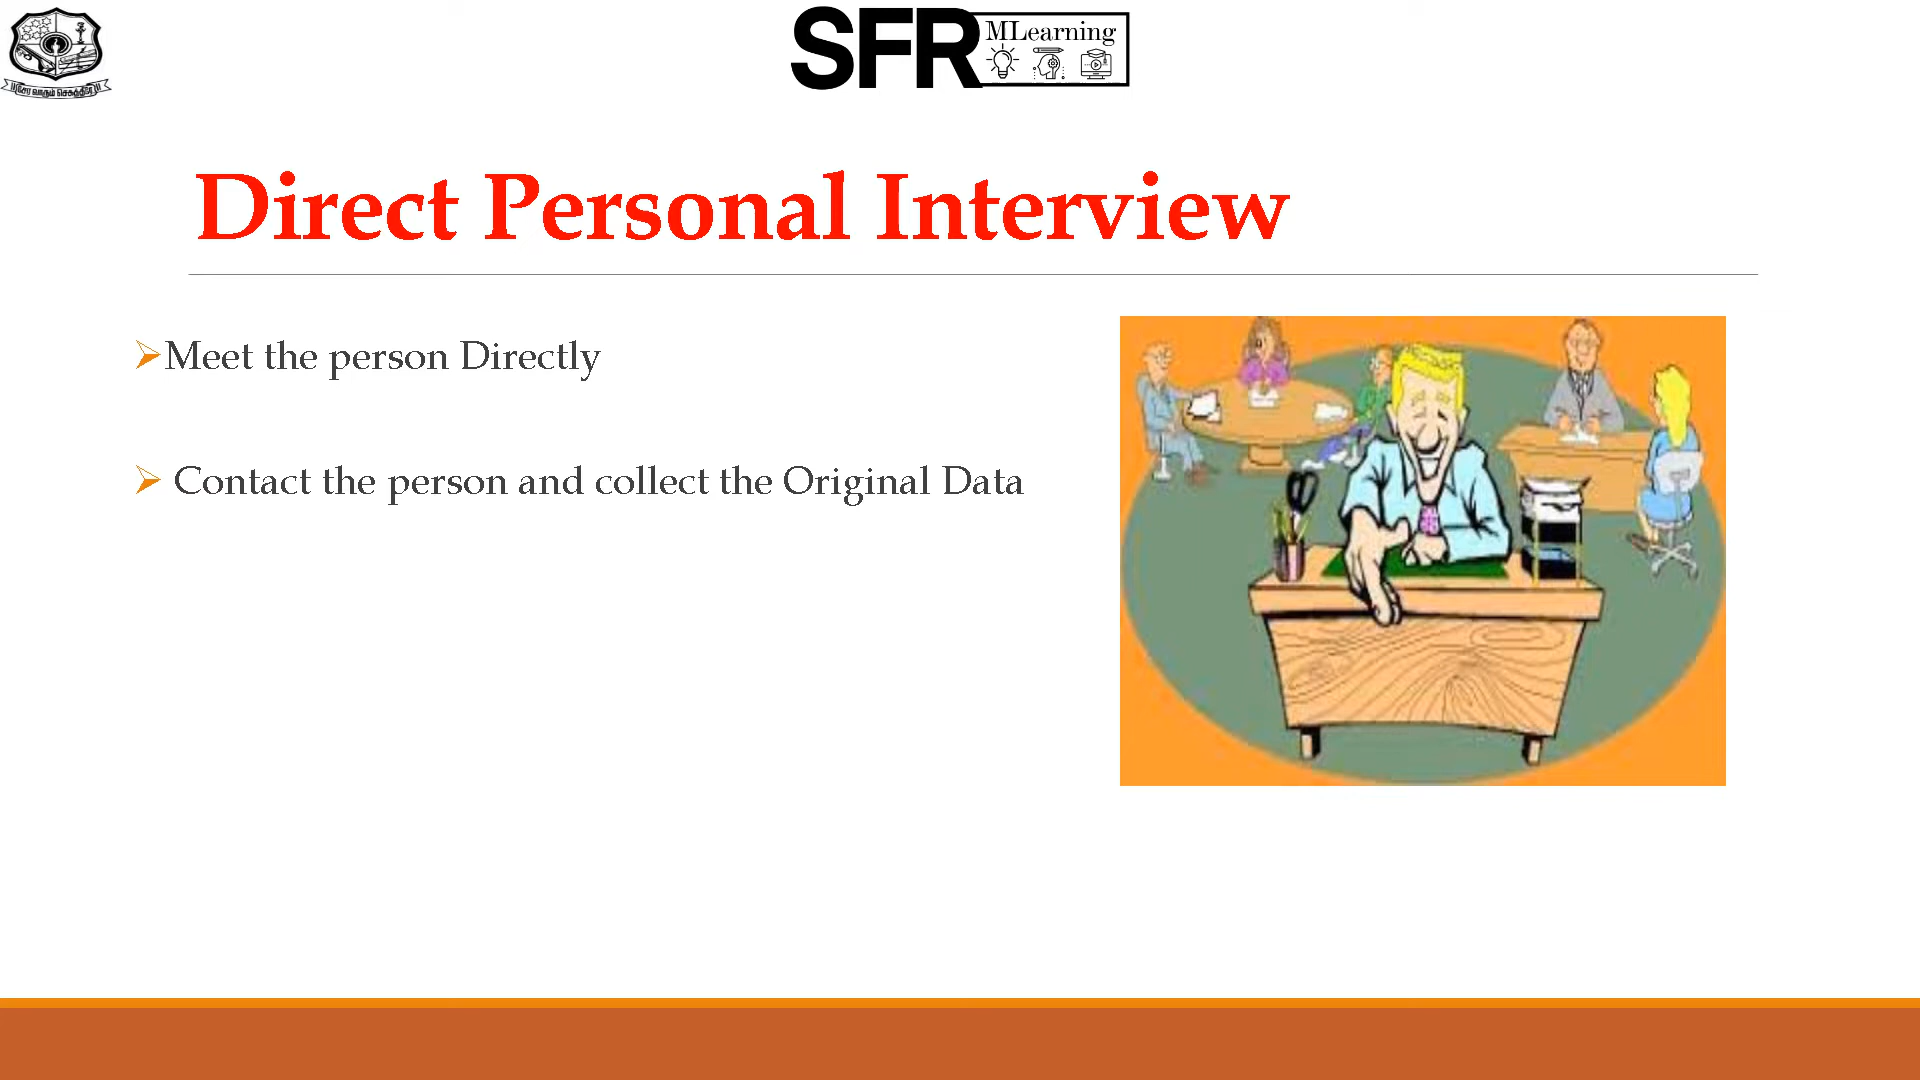 SFR MLearning
Direct Personal Interview
Meet the person Directly
Contact the person and collect the Original Data